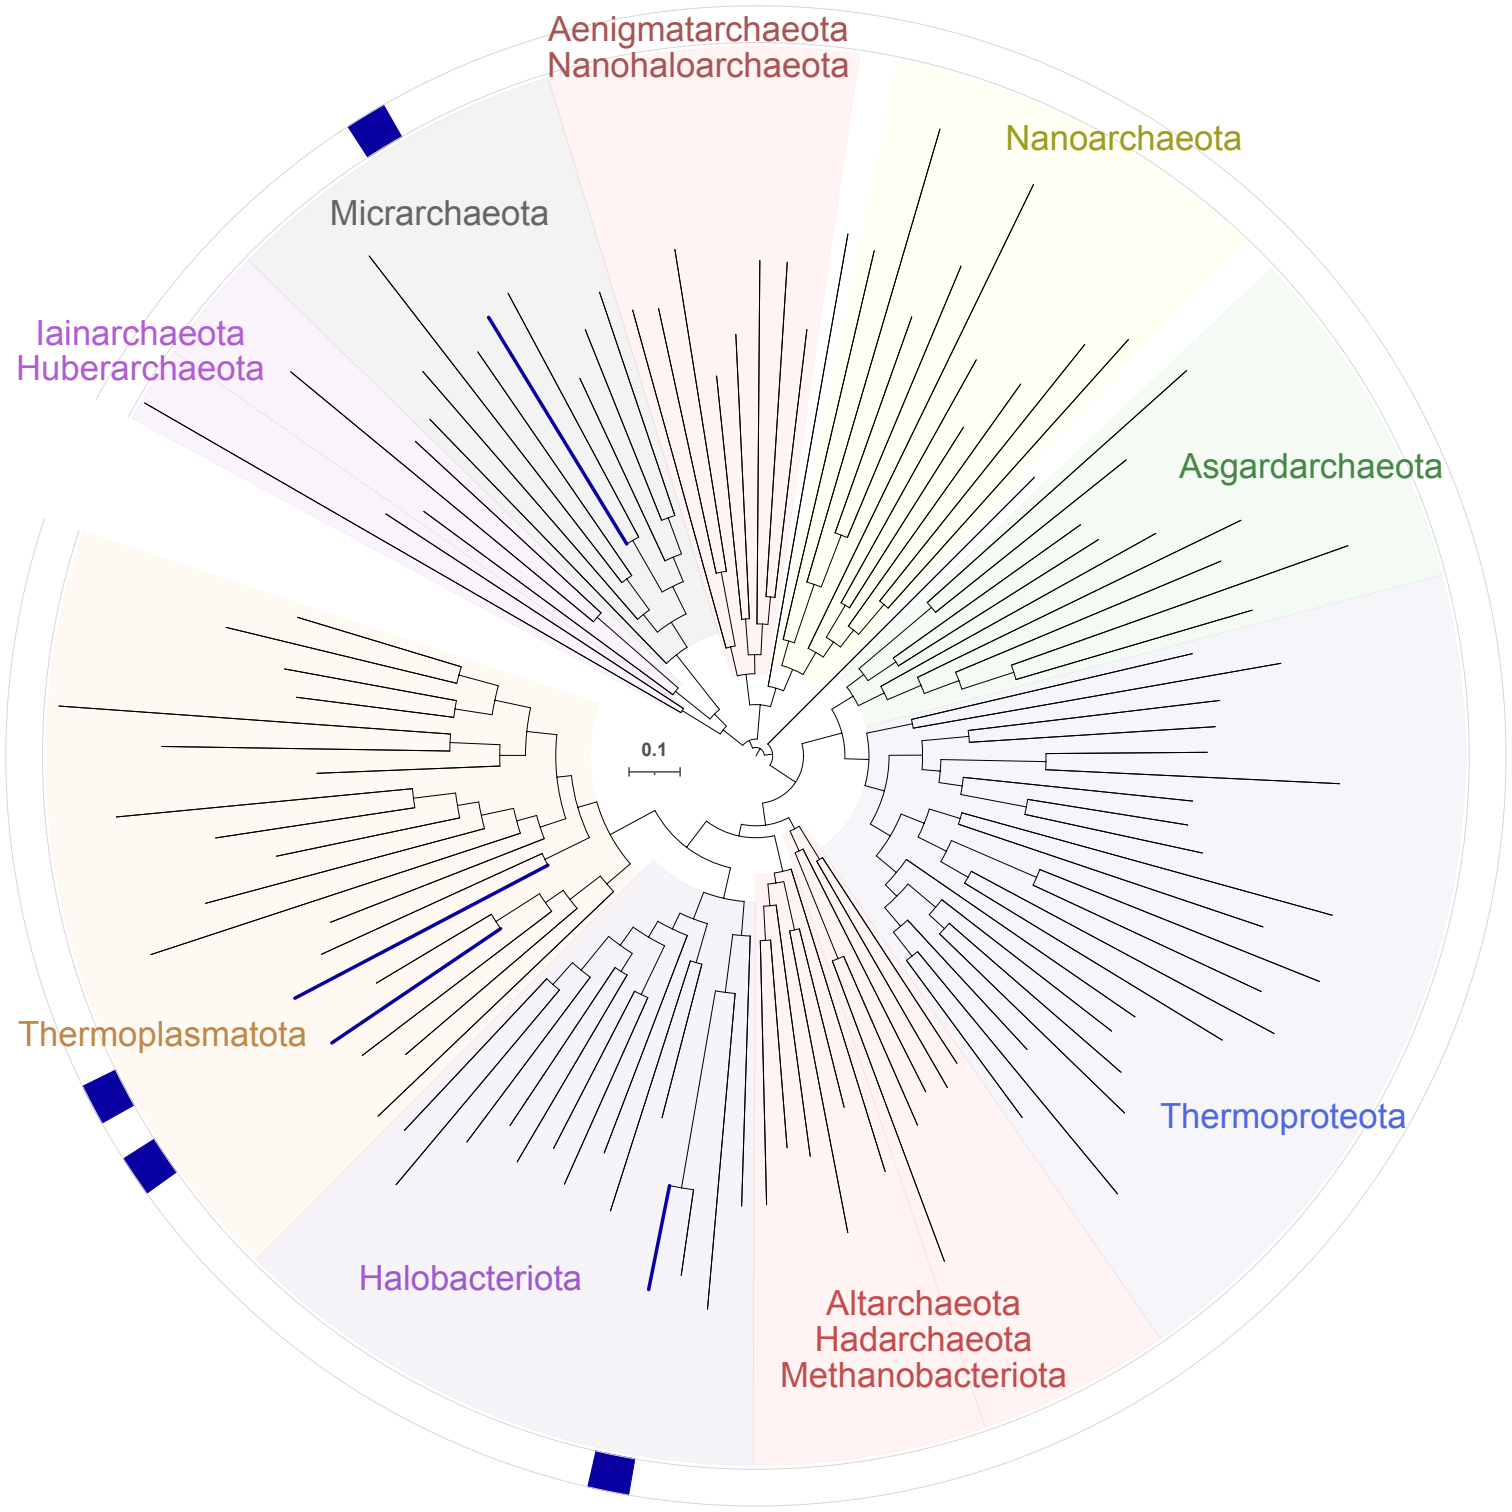 Aenigmatarchaeota
Nanohaloarchaeota
Nanoarchaeota
Micrarchaeota
Iainarchaeota
Huberarchaeota
Asgardarchaeota
0.1
Thermoplasmatota
Thermoproteota
Halobacteriota
Altarchaeota
Hadarchaeota
Methanobacteriota